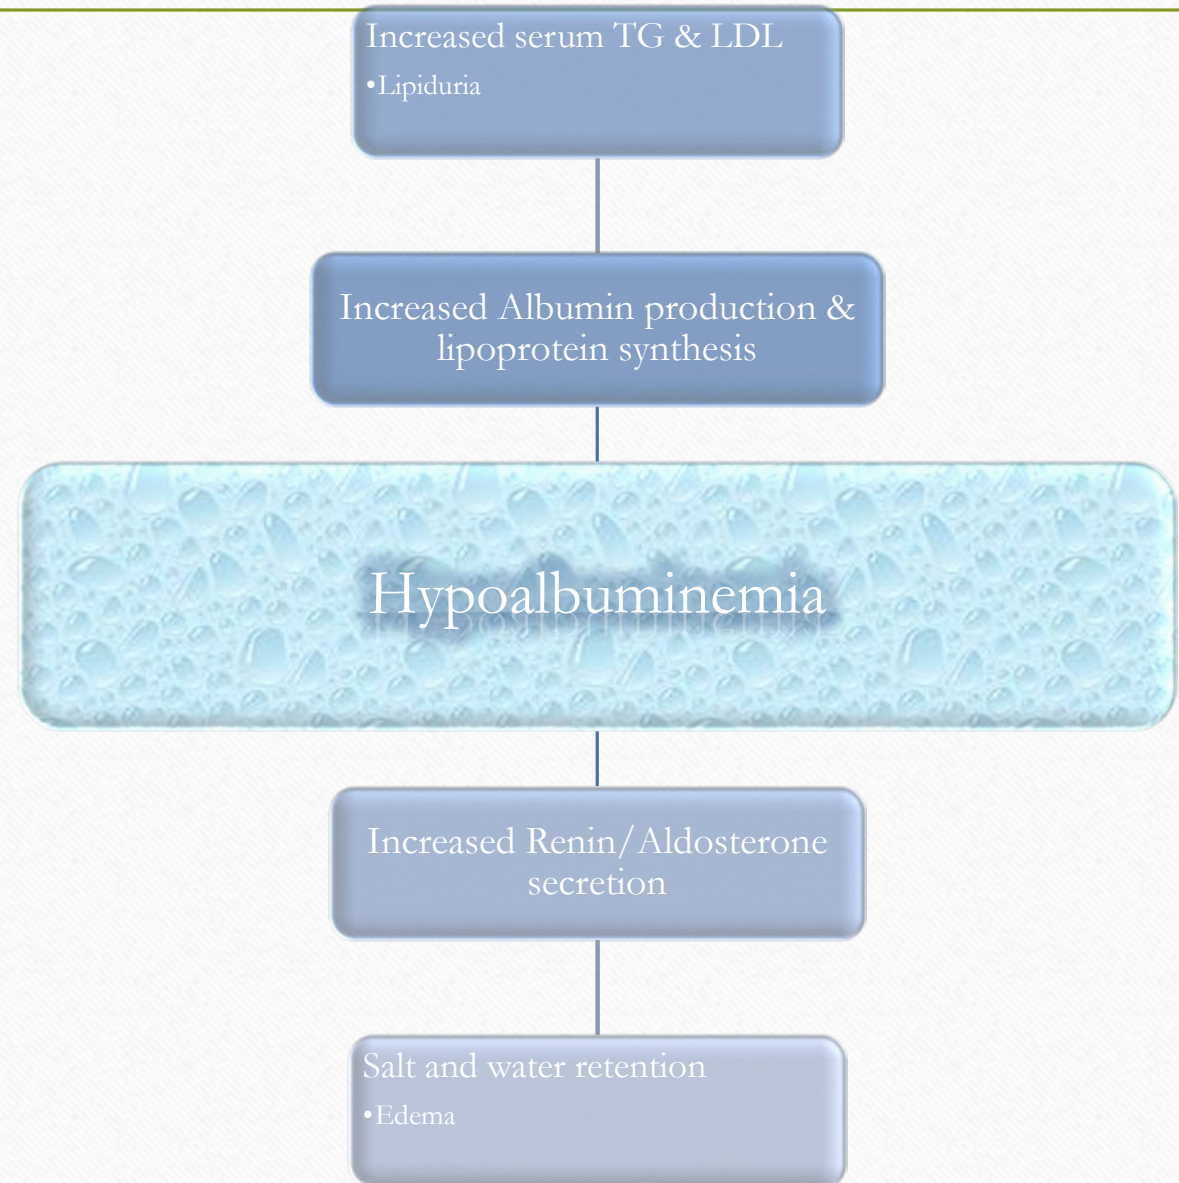 Increased serum TG & LDL
•Lipiduria
Increased Albumin production &
lipoprotein synthesis
Hypoalbuminemia
Increased Renin/Aldosterone
secretion
Salt and water retention
•Edema